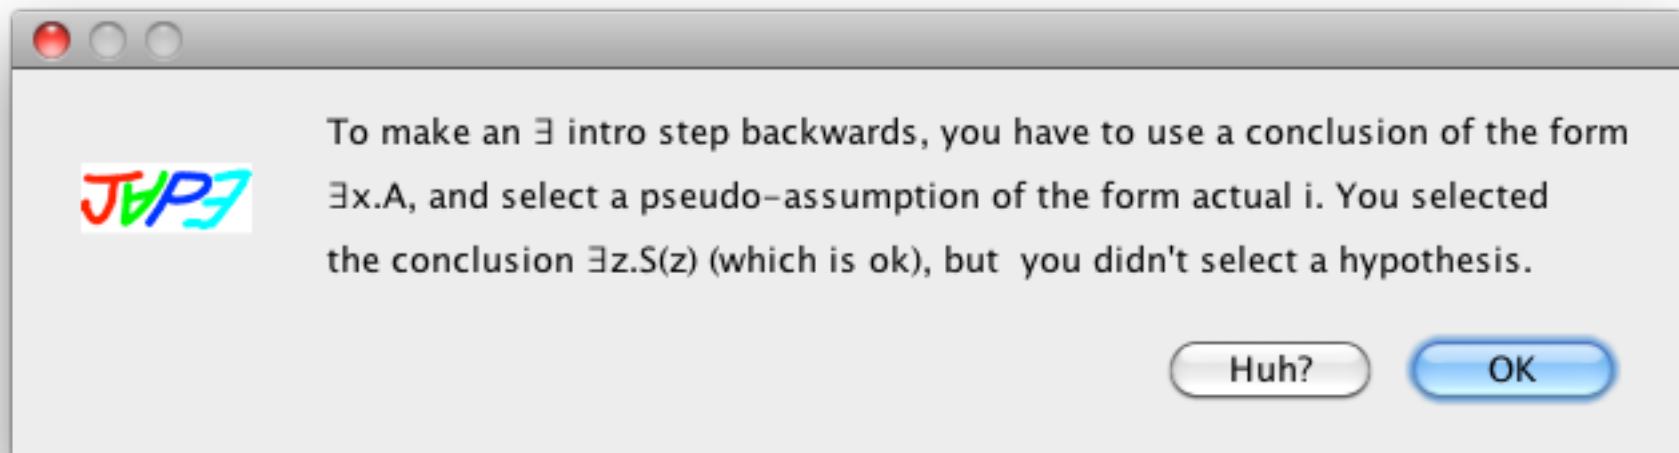 To make an ∃ intro step backwards, you have to use a conclusion of the form
J∀P∃
∃x.A, and select a pseudo-assumption of the form actual i. You selected
the conclusion ∃z.S(z) (which is ok), but  you didn't select a hypothesis.
Huh?
OK